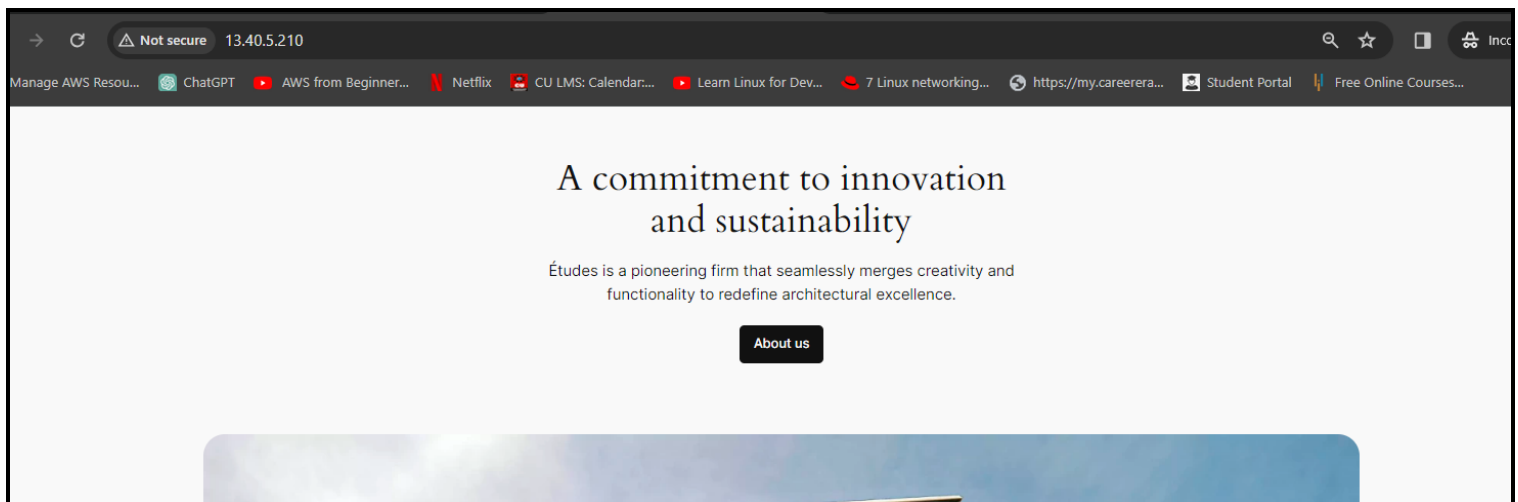 Not secure 13.40.5.210 Inco
Manage AWS Resou... ChatGPT AWS from Beginner... Netflix CU LMS: Calendar:... Learn Linux for Dev... 7 Linux networking... https://my.careerera... Student Portal Free Online Courses...
A commitment to innovation
and sustainability
Études is a pioneering firm that seamlessly merges creativity and
functionality to redefine architectural excellence.
About us